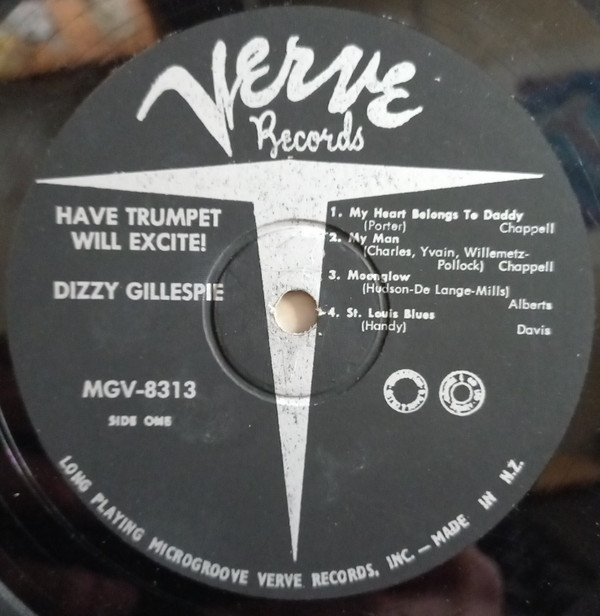 Verve
Records
HAVE TRUMPET
WILL EXCITE!
DIZZY GILLESPIE
MGV-8313
SIDE ONE
1. My Heart Belongs To Daddy
(Porter) Chappell
2. My Man
(Charles, Yvain, Willemetz-
Pollock) Chappell
3. Moonglow
(Hudson-De Lange-Mills)
Alberts
4. St. Louis Blues
(Handy) Davis
LONG PLAYING MICROGROOVE VERVE RECORDS, INC. — MADE IN N.Z.